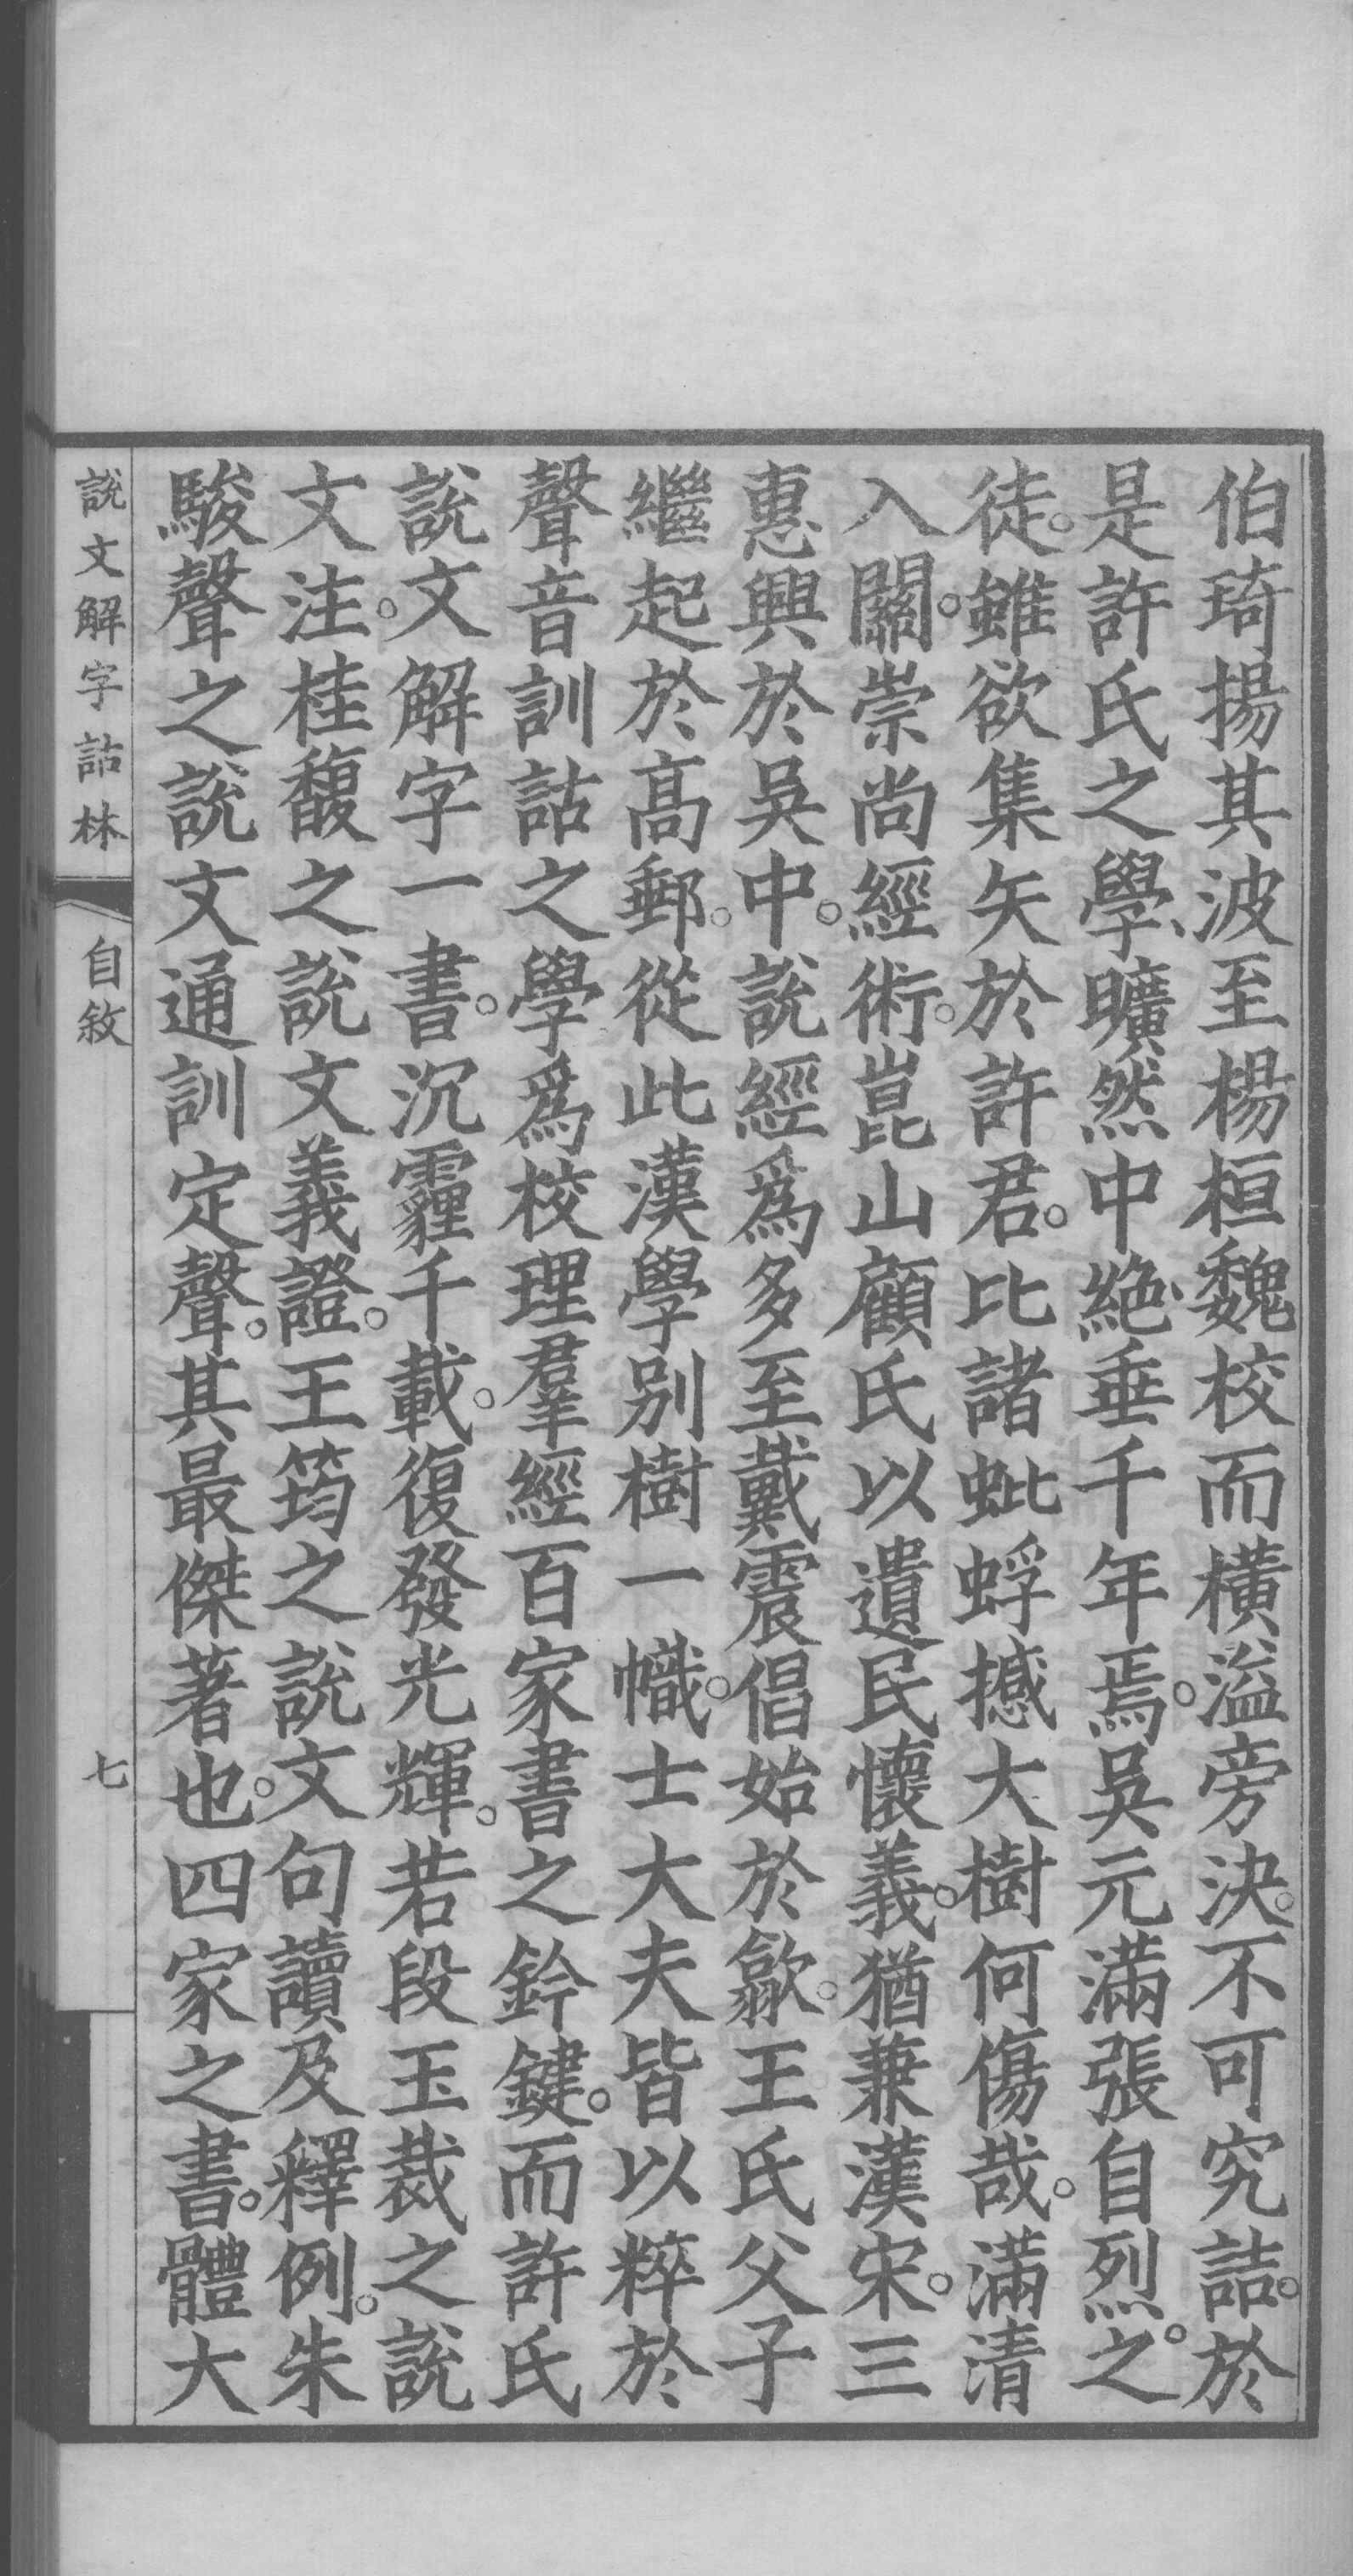 伯琦揚其波至楊桓魏校而橫溢旁決。不可究詰。於
是許氏之學、曠然中絕垂千年焉。吳元滿張自烈。之
徒。雖欲集矢於許君。比諸蚍蜉撼大樹何傷哉。滿清
入關。崇尚經術。崑山顧氏以遺民懷義。猶兼漢宋。三
惠興於吳中。說經爲多至戴震倡始於歙。王氏父子
繼起於高郵。從此漢學別樹一幟。士大夫皆以粹於
聲音訓詁之學爲校理羣經百家書之鈐鍵。而許氏
說文解字一書。沉霾千載。復發光輝。若段玉裁之說
文注。桂馥之說文義證。王筠之說文句讀及釋例。朱
駿聲之說文通訓定聲。其最傑著也。四家之書。體大
說文解字詁林 自敘 七